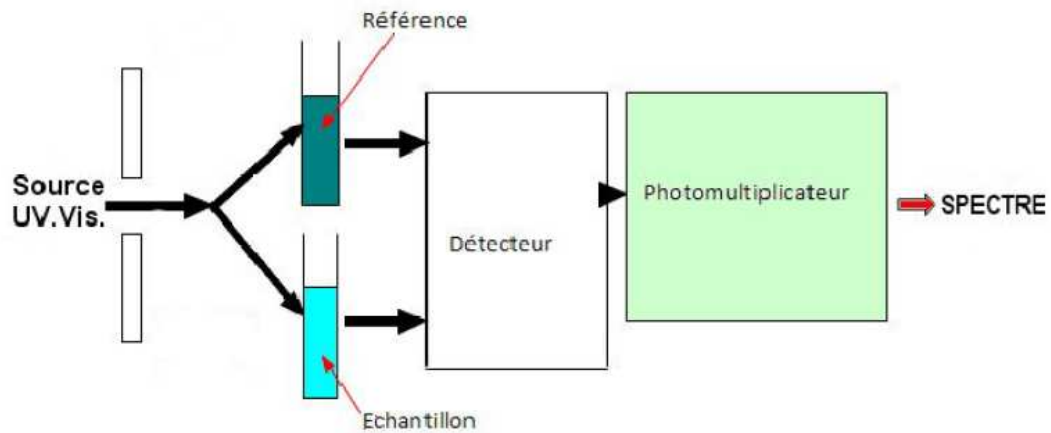 Référence
Source
UV.Vis.
Détecteur
Photomultiplicateur
SPECTRE
Echantillon